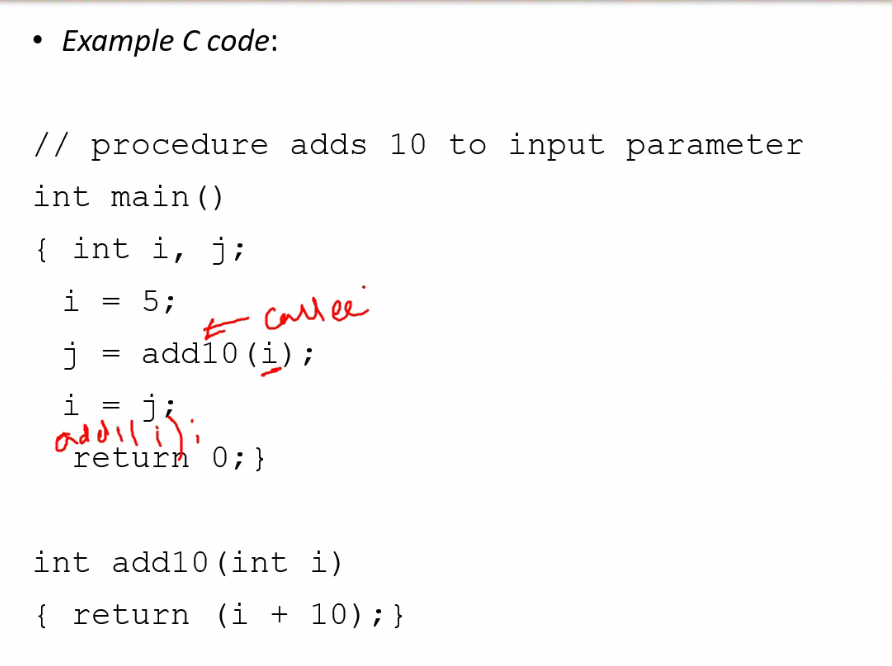 • Example C code:
// procedure adds 10 to input parameter
int main()
{ int i, j;
i = 5;
← callee
j = add10(i);
i = j;
add11(i);
return 0;}
int add10(int i)
{ return (i + 10);}